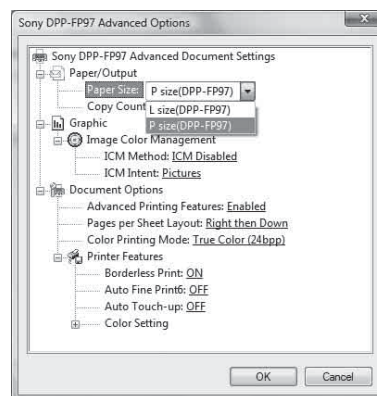 Sony DPP-FP97 Advanced Options
Sony DPP-FP97 Advanced Document Settings
Paper/Output
Paper Size: P size(DPP-FP97)
Copy Count L size(DPP-FP97)
P size(DPP-FP97)
Graphic
Image Color Management
ICM Method: ICM Disabled
ICM Intent: Pictures
Document Options
Advanced Printing Features: Enabled
Pages per Sheet Layout: Right then Down
Color Printing Mode: True Color (24bpp)
Printer Features
Borderless Print: ON
Auto Fine Print6: OFF
Auto Touch-up: OFF
Color Setting
OK Cancel